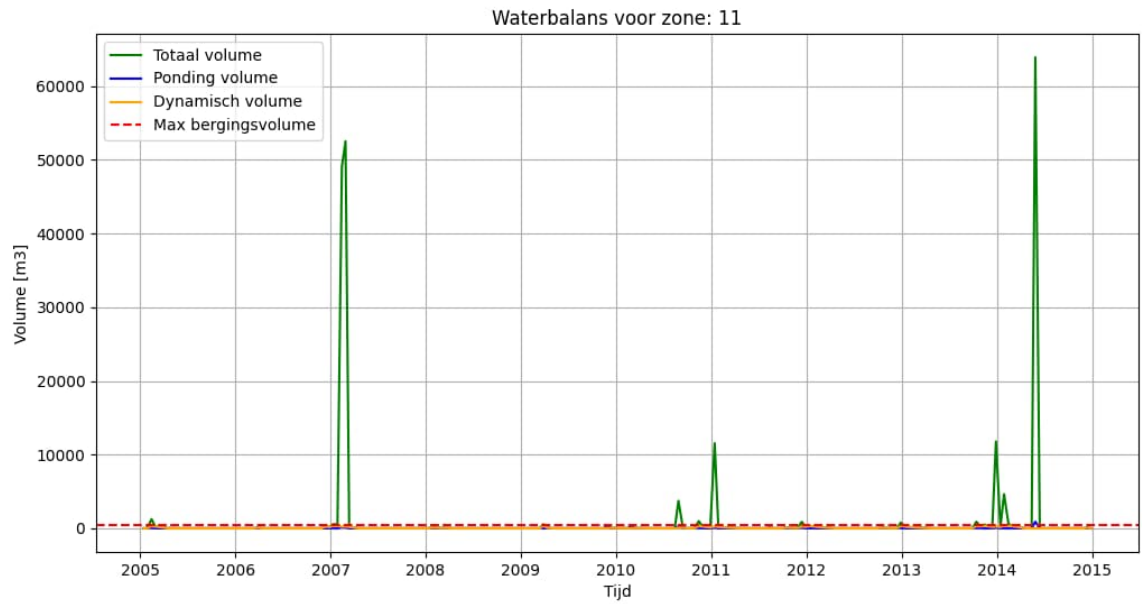 Waterbalans voor zone: 11
Totaal volume
Ponding volume
Dynamisch volume
Max bergingsvolume
Volume [m3]
60000
50000
40000
30000
20000
10000
0
2005 2006 2007 2008 2009 2010 2011 2012 2013 2014 2015
Tijd